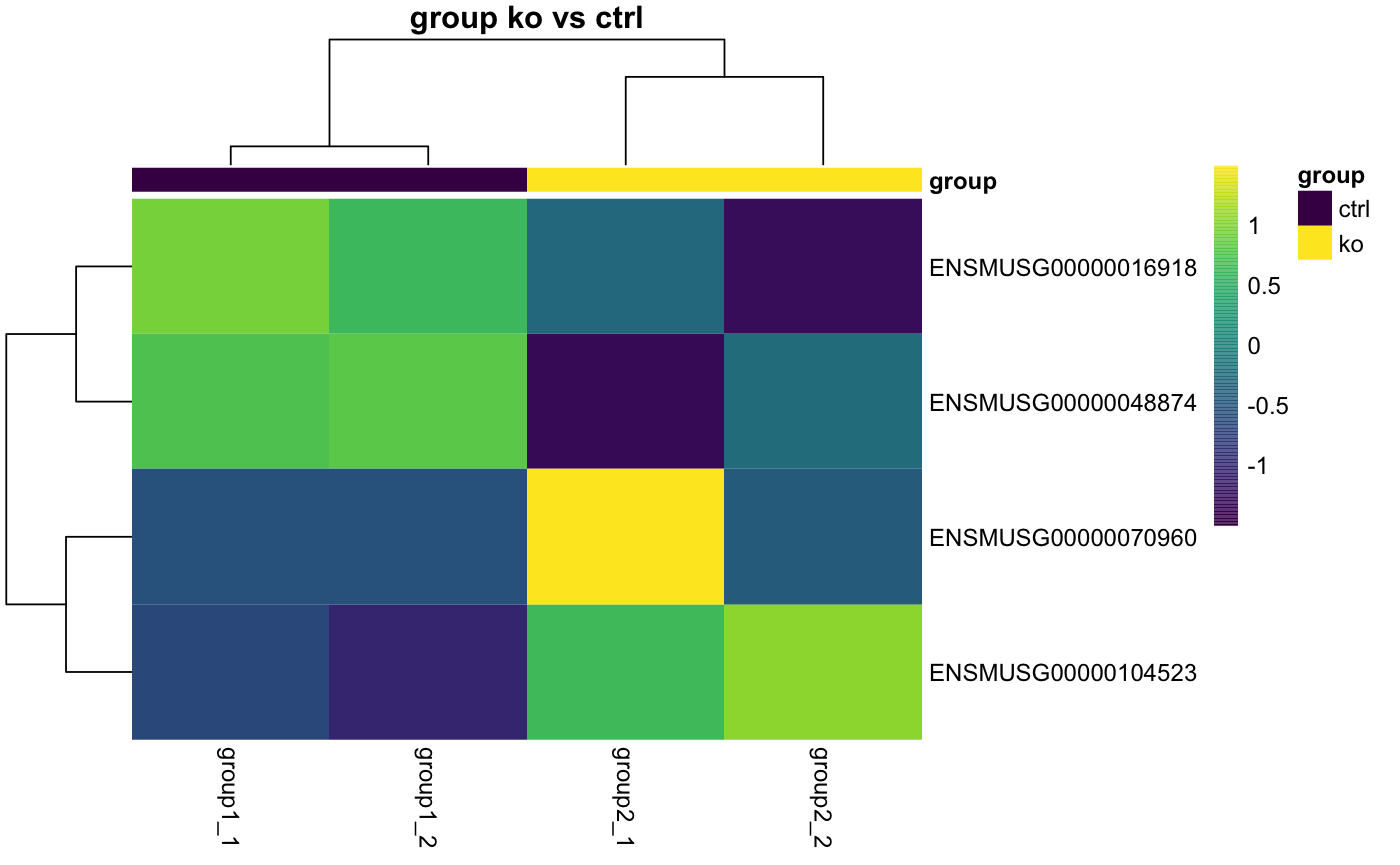 group ko vs ctrl
group
ENSMUSG00000016918
ENSMUSG00000048874
ENSMUSG00000070960
ENSMUSG00000104523
group1_1
group1_2
group2_1
group2_2
1
0.5
0
-0.5
-1
group
ctrl
ko